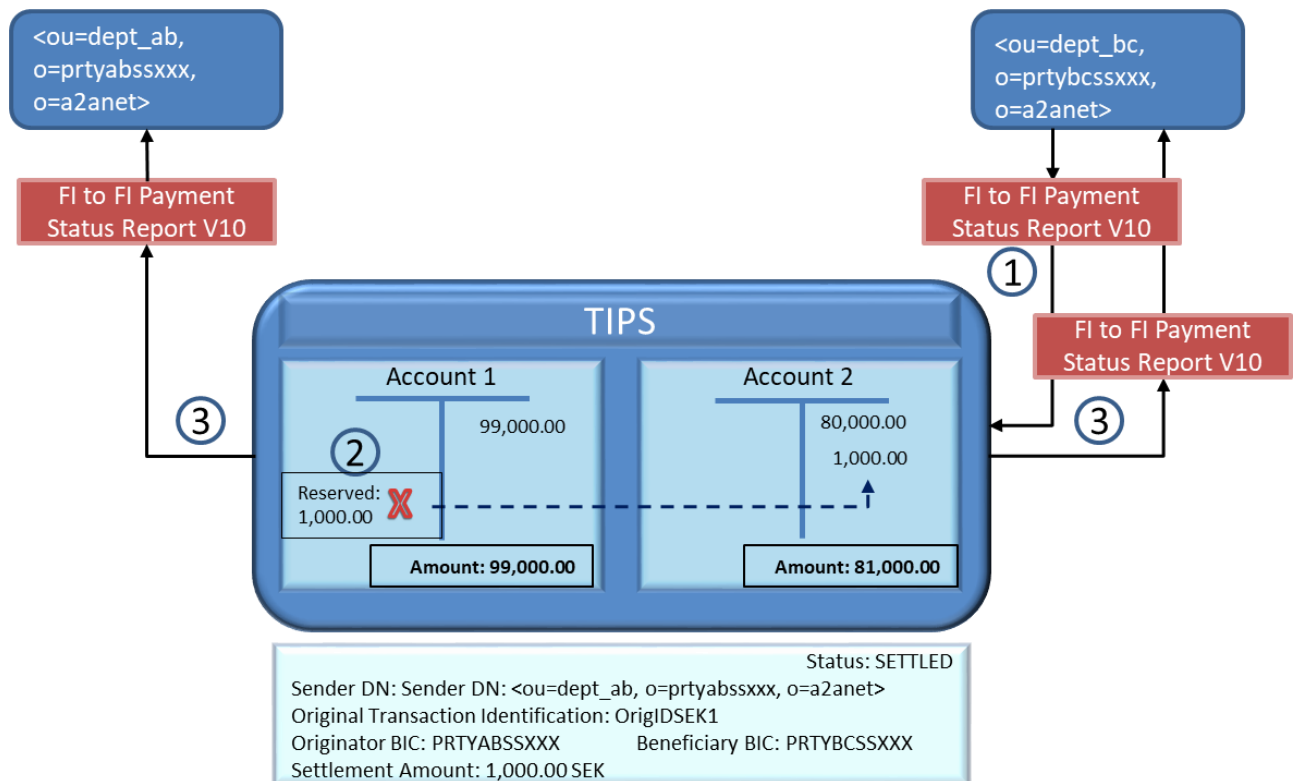 <ou=dept_ab,
o=prtyabssxxx,
o=a2anet>
<ou=dept_bc,
o=prtybcssxxx,
o=a2anet>
FI to FI Payment
Status Report V10
FI to FI Payment
Status Report V10
1
FI to FI Payment
Status Report V10
TIPS
Account 1
99,000.00
2
Reserved:
1,000.00 X
Amount: 99,000.00
Account 2
80,000.00
1,000.00
Amount: 81,000.00
3
3
Status: SETTLED
Sender DN: Sender DN: <ou=dept_ab, o=prtyabssxxx, o=a2anet>
Original Transaction Identification: OrigIDSEK1
Originator BIC: PRTYABSSXXX Beneficiary BIC: PRTYBCSSXXX
Settlement Amount: 1,000.00 SEK